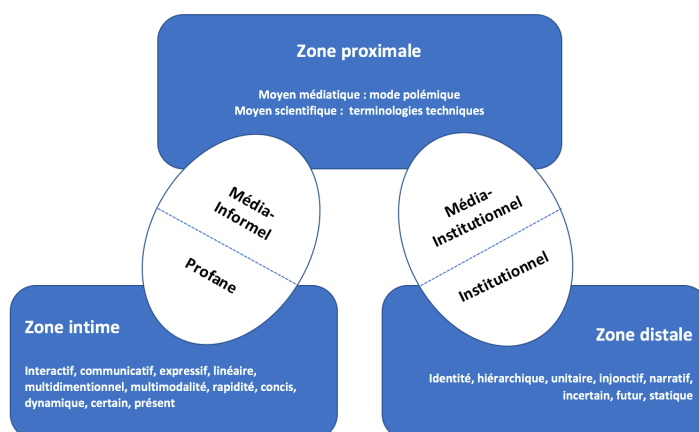 Zone proximale
Moyen médiatique : mode polémique
Moyen scientifique : terminologies techniques
Média-
Informel
Profane
Média-
Institutionnel
Institutionnel
Zone intime
Interactif, communicatif, expressif, linéaire,
multidimentionnel, multimodalité, rapidité, concis,
dynamique, certain, présent
Zone distale
Identité, hiérarchique, unitaire, injonctif, narratif,
incertain, futur, statique